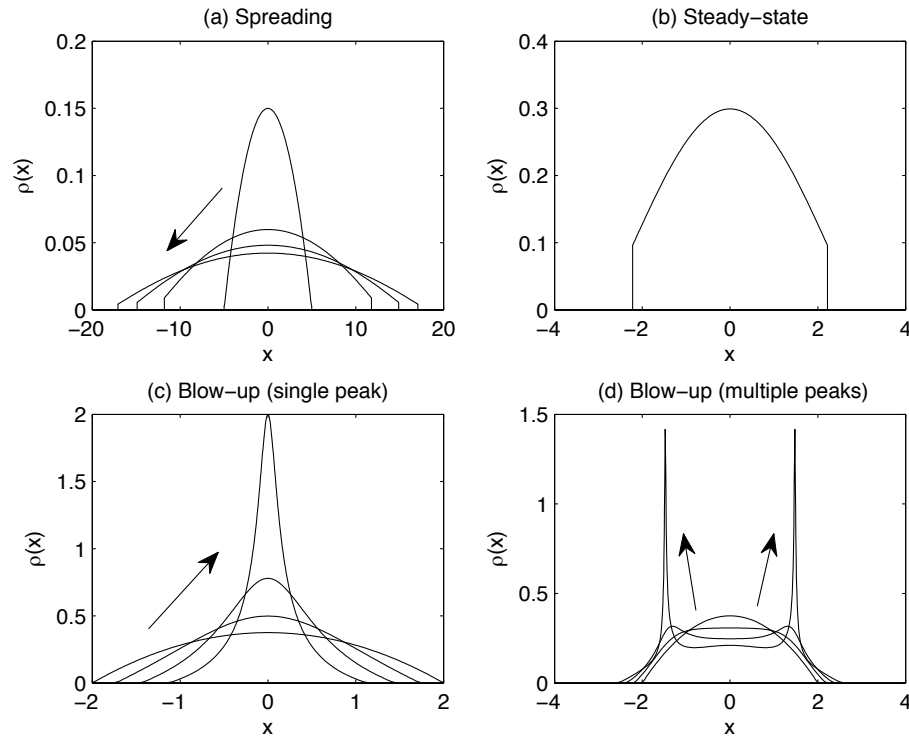 (a) Spreading
0.2
0.15
0.1
0.05
0
ρ(x)
−20 −10 0 10 20
x
(b) Steady−state
0.4
0.3
0.2
0.1
0
ρ(x)
−4 −2 0 2 4
x
(c) Blow−up (single peak)
2
1.5
1
0.5
0
ρ(x)
−2 −1 0 1 2
x
(d) Blow−up (multiple peaks)
1.5
1
0.5
0
ρ(x)
−4 −2 0 2 4
x